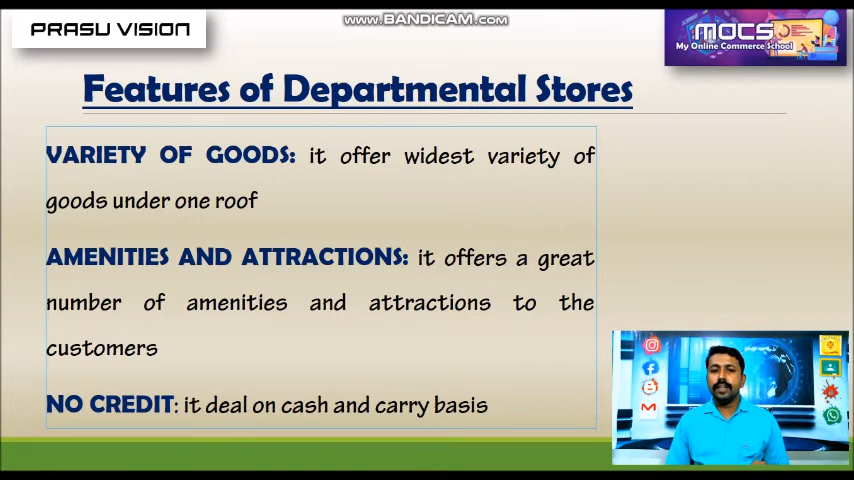 PRASU VISION
WWW.BANDICAM.COM
MOCS
My Online Commerce School
Features of Departmental Stores
VARIETY OF GOODS: it offer widest variety of
goods under one roof
AMENITIES AND ATTRACTIONS: it offers a great
number of amenities and attractions to the
customers
NO CREDIT: it deal on cash and carry basis